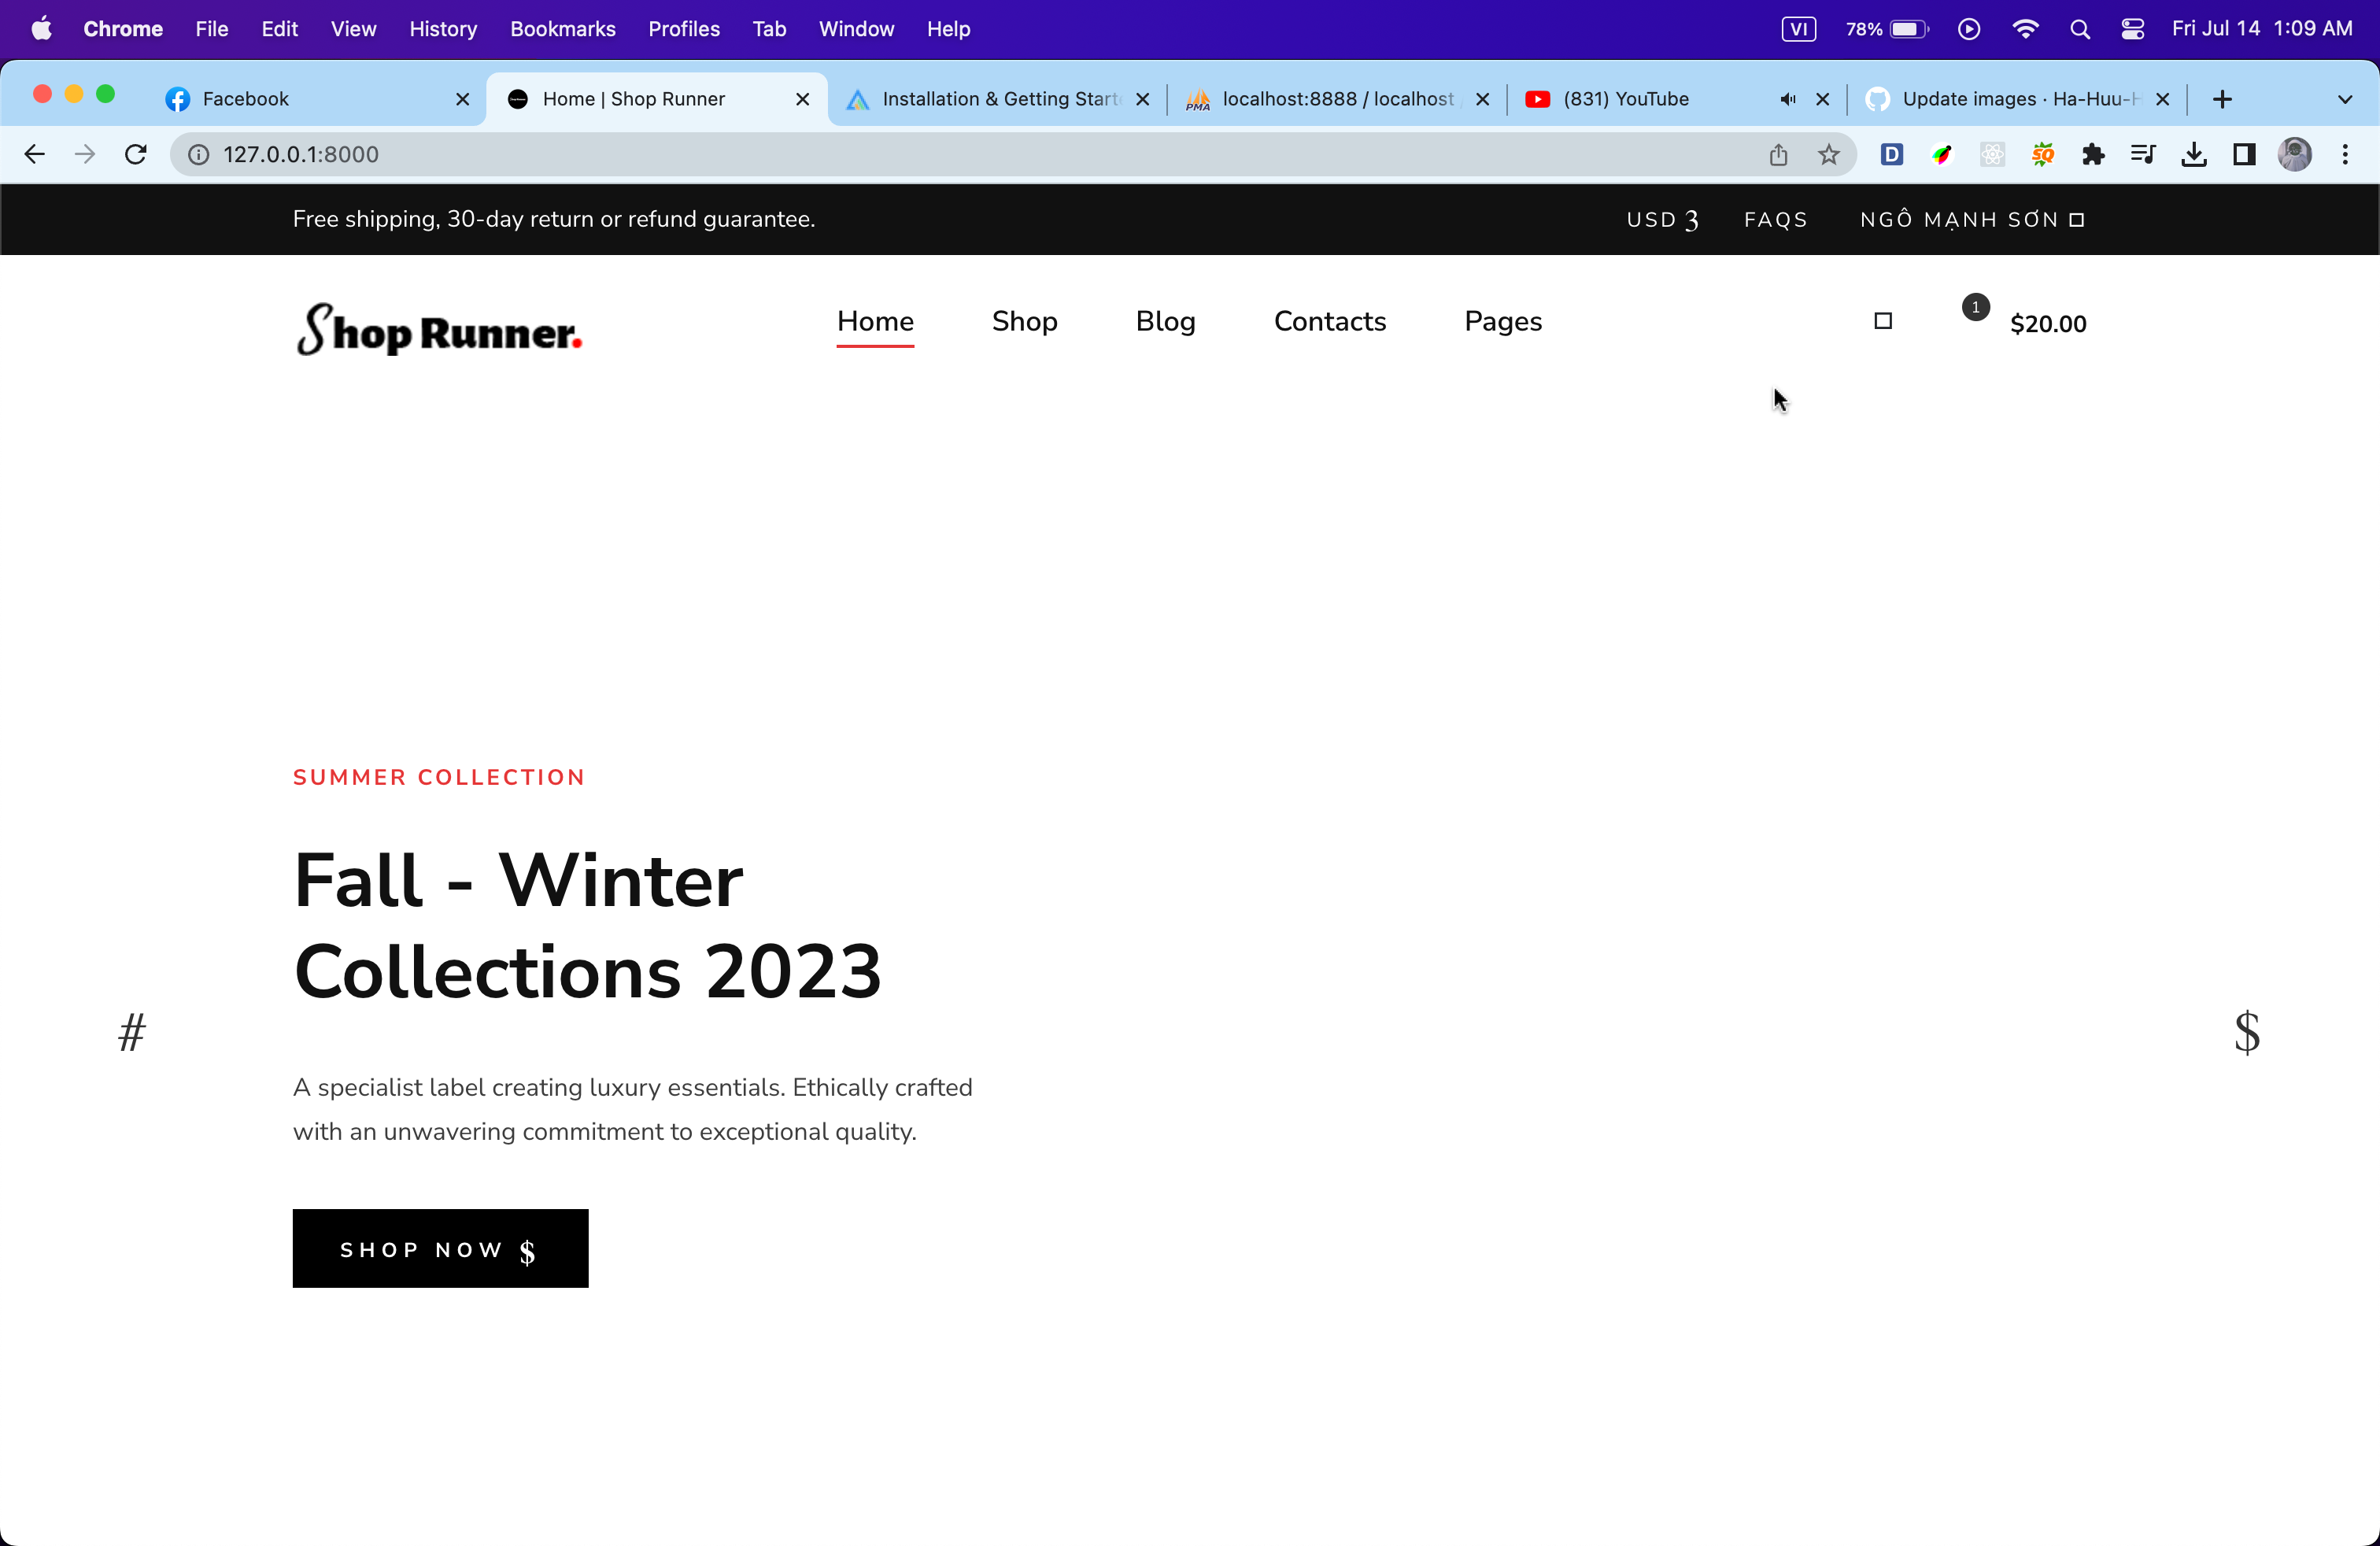 Chrome File Edit View History Bookmarks Profiles Tab Window Help VI 78% Fri Jul 14 1:09 AM
Facebook Home | Shop Runner Installation & Getting Start localhost:8888 / localhost (831) YouTube Update images · Ha-Huu-H
127.0.0.1:8000
Free shipping, 30-day return or refund guarantee. USD 3 FAQS NGÔ MẠNH SƠN
Shop Runner. Home Shop Blog Contacts Pages 1 $20.00
SUMMER COLLECTION
Fall - Winter
Collections 2023
# $
A specialist label creating luxury essentials. Ethically crafted
with an unwavering commitment to exceptional quality.
SHOP NOW $